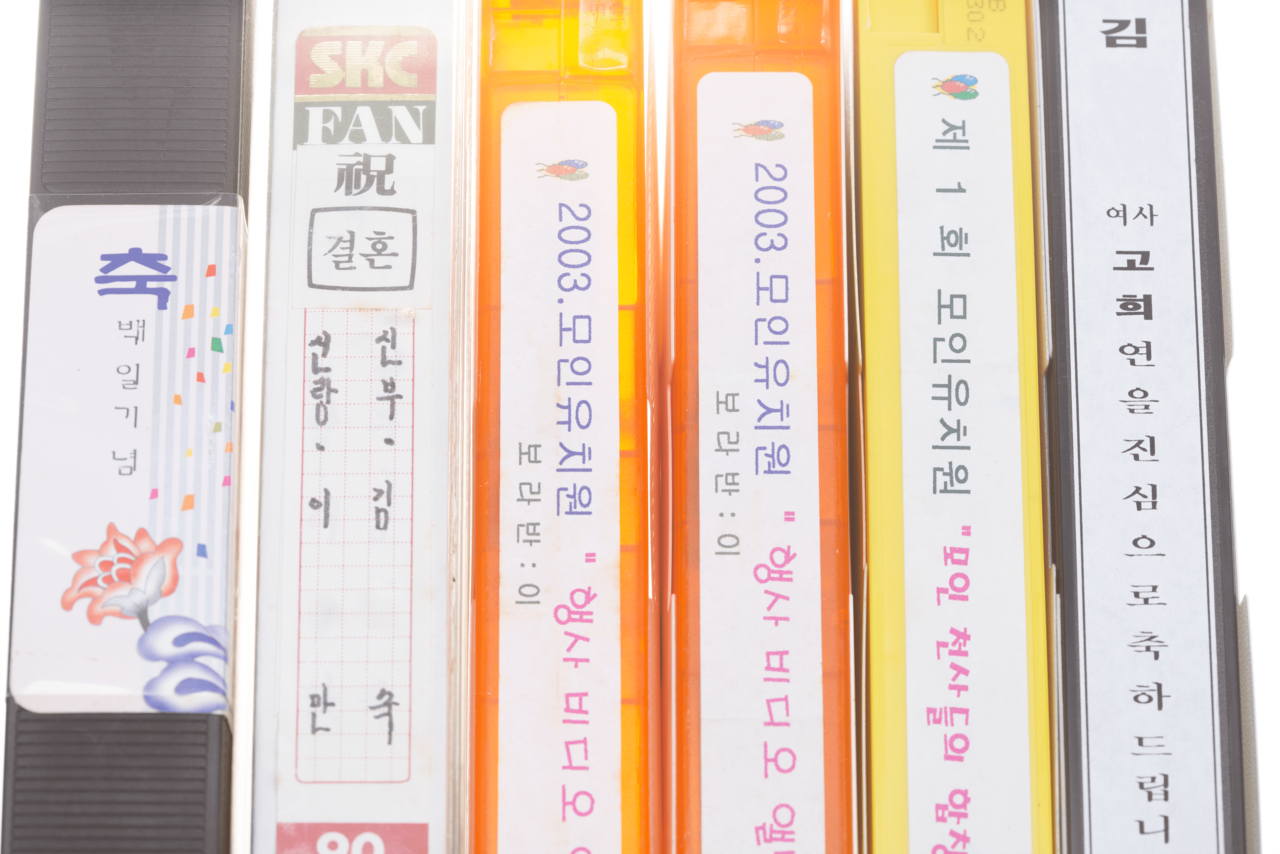 축
백일기념
SKC
FAN
祝
결혼
신부 · 김 숙
신랑 · 이 만
2003.모인유치원 " 행사 비디오
보라반 : 이
2003.모인유치원 " 행사 비디오
보라반 : 이
제 1 회 모인유치원 "모인 천사들의
김
여사
고희연을진심으로축하드립니